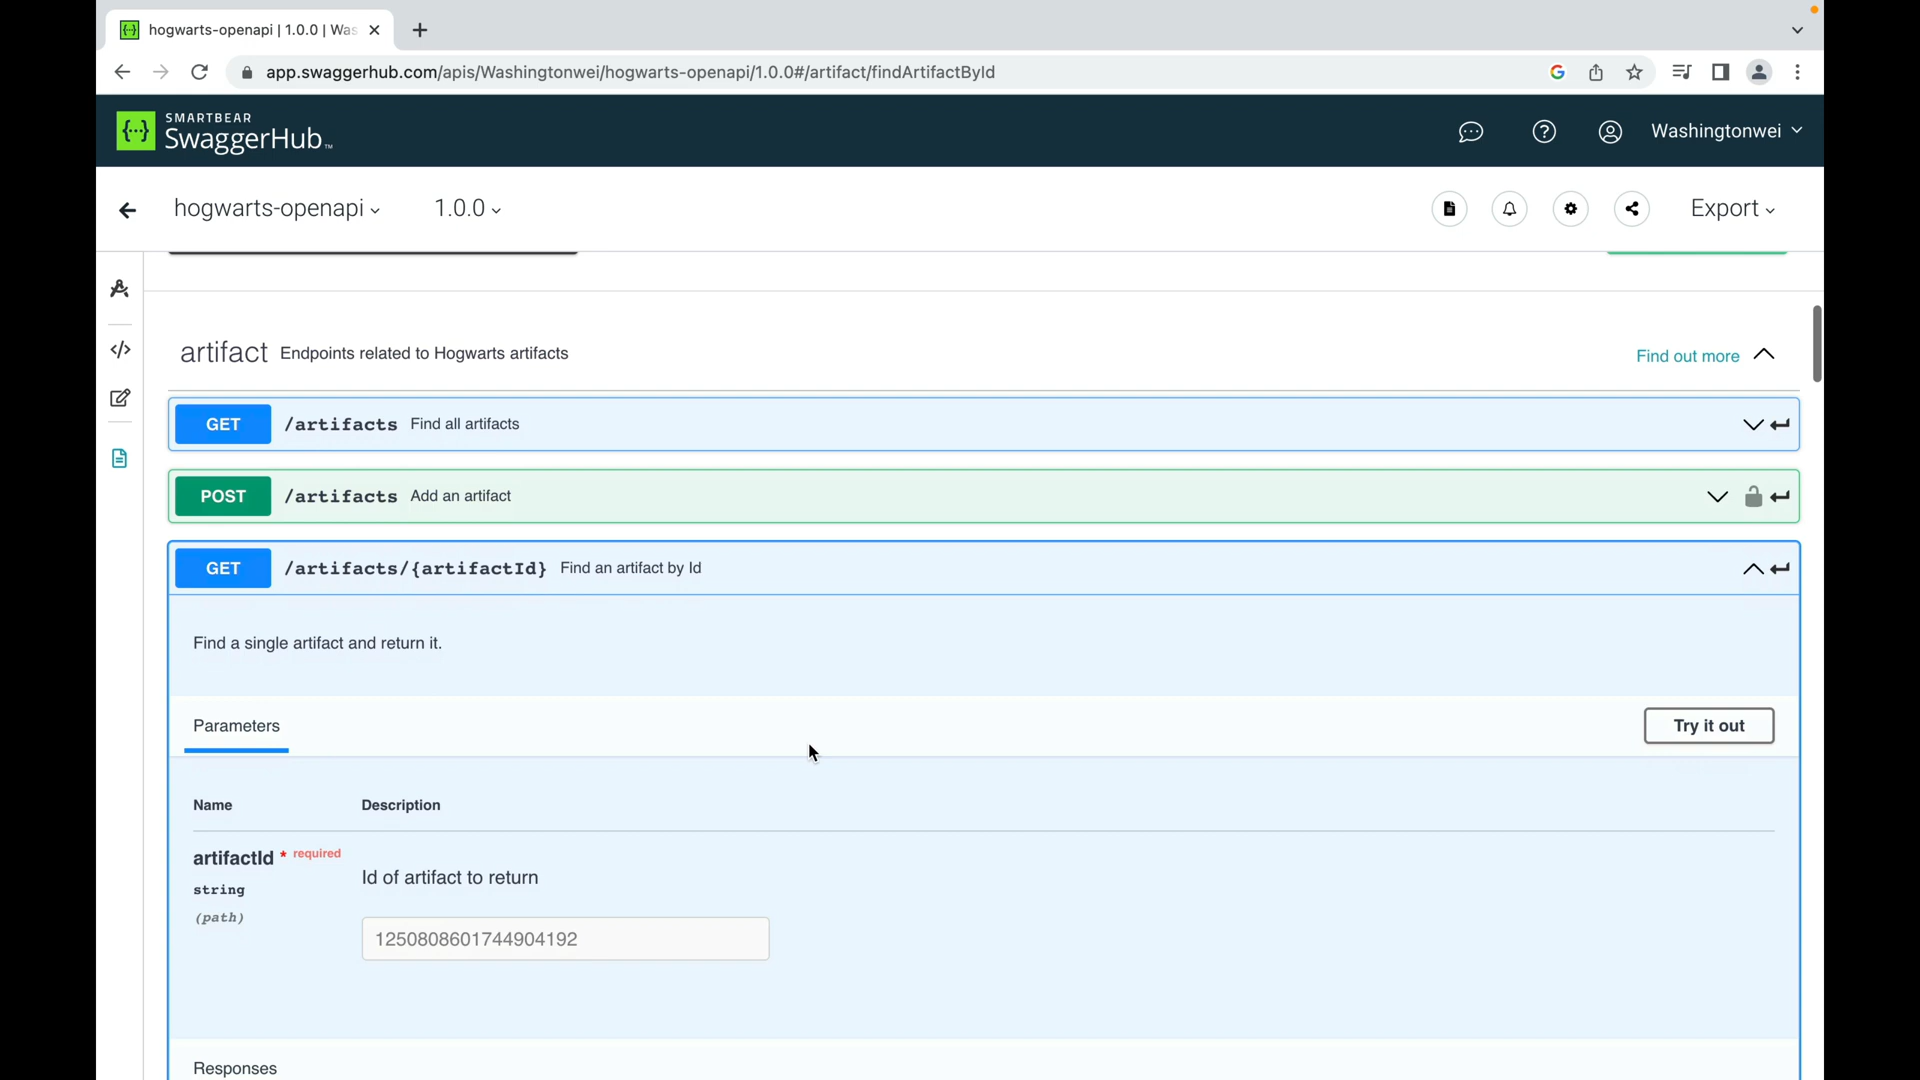 hogwarts-openapi | 1.0.0 | Was
app.swaggerhub.com/apis/Washingtonwei/hogwarts-openapi/1.0.0#/artifact/findArtifactById
SMARTBEAR
SwaggerHub™
Washingtonwei
hogwarts-openapi
1.0.0
Export
artifact Endpoints related to Hogwarts artifacts
Find out more
GET /artifacts Find all artifacts
POST /artifacts Add an artifact
GET /artifacts/{artifactId} Find an artifact by Id
Find a single artifact and return it.
Parameters
Try it out
Name Description
artifactId * required
Id of artifact to return
string
(path)
1250808601744904192
Responses